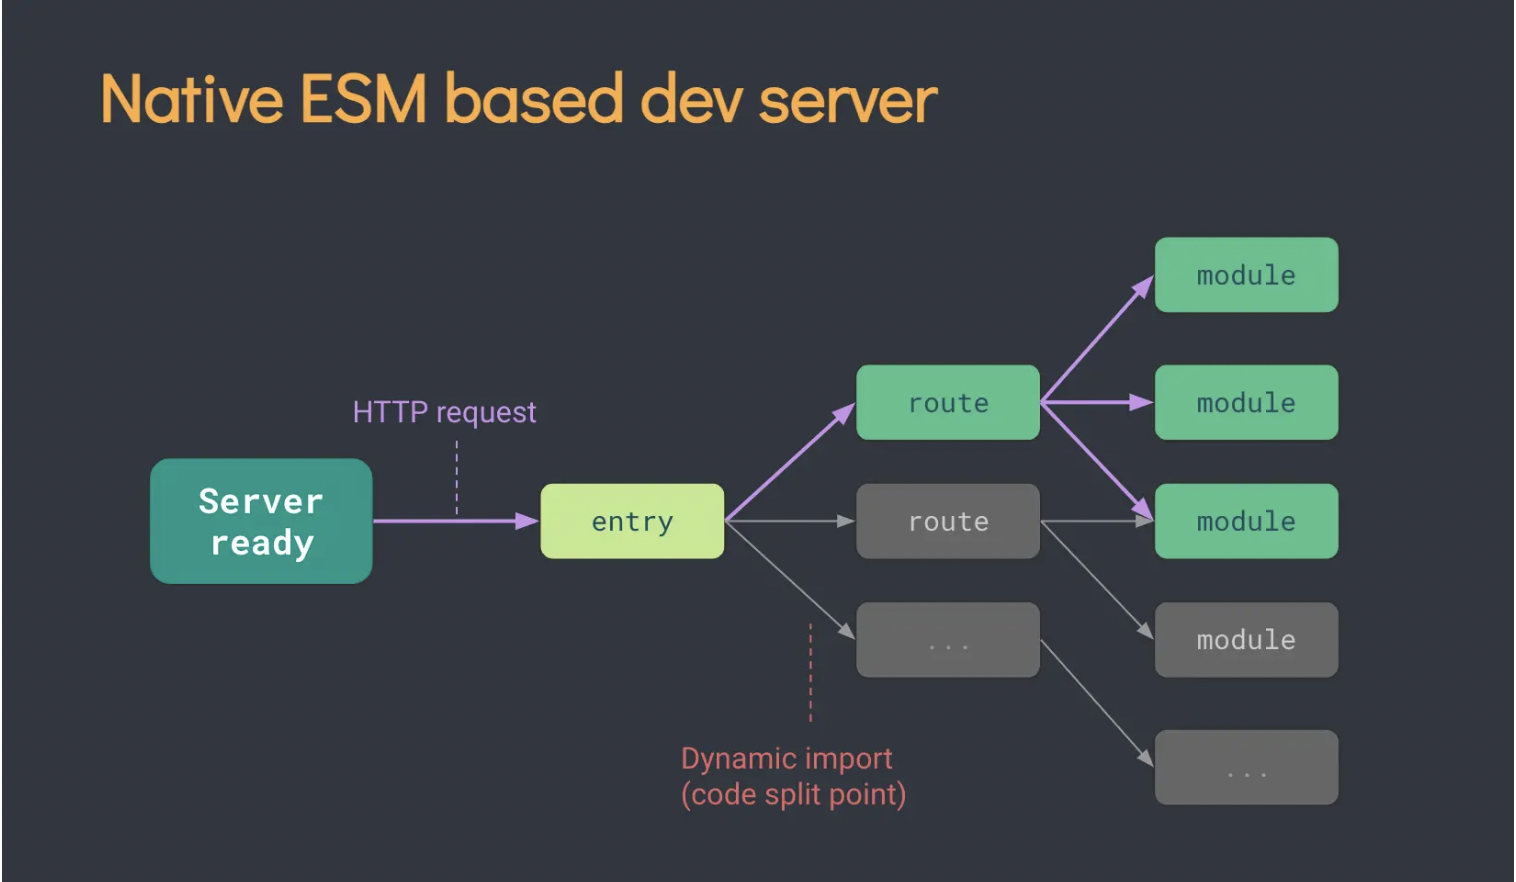 Native ESM based dev server
HTTP request
Server
ready
entry
route
route
...
module
module
module
module
...
Dynamic import
(code split point)